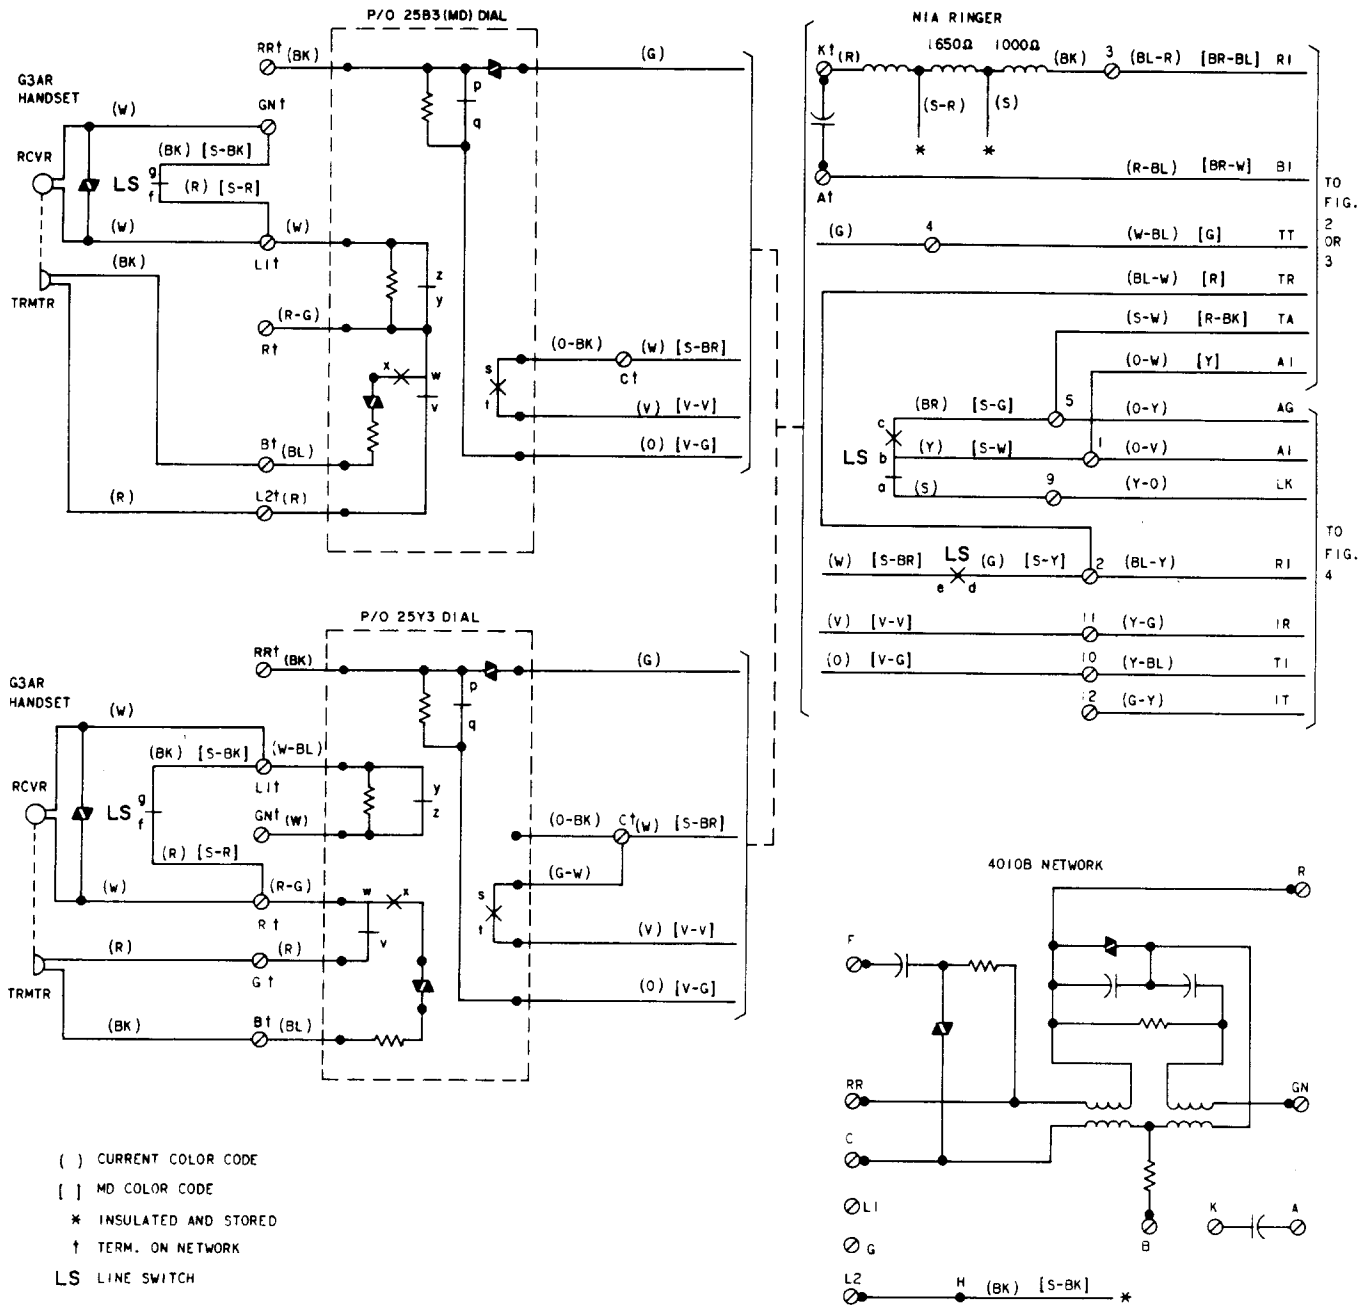 P/O 25B3 (MD) DIAL
RR† (BK)
(G)
G3AR
HANDSET
(W)
GN†
p
q
RCVR
(BK) [S-BK]
LS
g
f
(R) [S-R]
(W)
(W)
L1†
(BK)
z
y
TRMTR
(R-G)
R†
(O-BK)
(W) [S-BR]
C†
x
w
v
s
t
(V) [V-V]
B† (BL)
(O) [V-G]
(R)
L2† (R)
P/O 25Y3 DIAL
RR† (BK)
(G)
G3AR
HANDSET
(W)
p
q
(BK) [S-BK]
(W-BL)
L1†
RCVR
LS
g
f
y
z
GN† (W)
(O-BK)
C† (W) [S-BR]
(R) [S-R]
(G-W)
(W)
(R-G)
R†
w
x
v
s
t
(V) [V-V]
(R)
(R)
G†
TRMTR
(O) [V-G]
(BK)
B† (BL)
N1A RINGER
K† (R)
1650Ω
1000Ω
(BK)
3
(BL-R) [BR-BL] R1
(S-R)
(S)
*
*
A†
(R-BL) [BR-W] B1
(G)
4
(W-BL) [G] TT
(BL-W) [R] TR
(S-W) [R-BK] TA
(O-W) [Y] A1
TO
FIG.
2
OR
3
(BR) [S-G]
5
(O-Y) AG
LS
c
b
a
(Y) [S-W]
1
(O-V) A1
(S)
9
(Y-O) LK
(W) [S-BR]
LS
e d
(G) [S-Y]
2
(BL-Y) R1
(V) [V-V]
11
(Y-G) 1R
(O) [V-G]
10
(Y-BL) T1
12
(G-Y) 1T
TO
FIG.
4
4010B NETWORK
R
F
RR
GN
C
L1
B
K
A
G
L2
H
(BK) [S-BK]
*
( ) CURRENT COLOR CODE
[ ] MD COLOR CODE
* INSULATED AND STORED
† TERM. ON NETWORK
LS LINE SWITCH